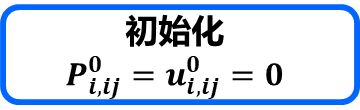 初始化
$P^0_{i,ij} = u^0_{i,ij} = 0$